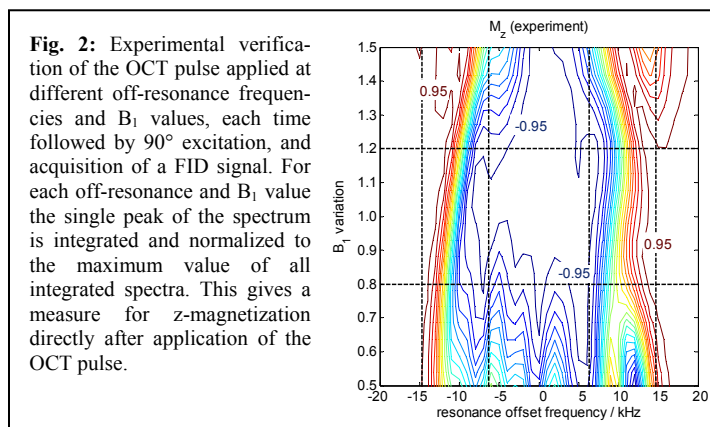 Fig. 2: Experimental verifica-
tion of the OCT pulse applied at
different off-resonance frequen-
cies and B1 values, each time
followed by 90° excitation, and
acquisition of a FID signal. For
each off-resonance and B1 value
the single peak of the spectrum
is integrated and normalized to
the maximum value of all
integrated spectra. This gives a
measure for z-magnetization
directly after application of the
OCT pulse.
Mz (experiment)
B1 variation
1.5
1.4
1.3
1.2
1.1
1.0
0.9
0.8
0.7
0.6
0.5
0.95
-0.95
0.95
-0.95
-20 -15 -10 -5 0 5 10 15 20
resonance offset frequency / kHz